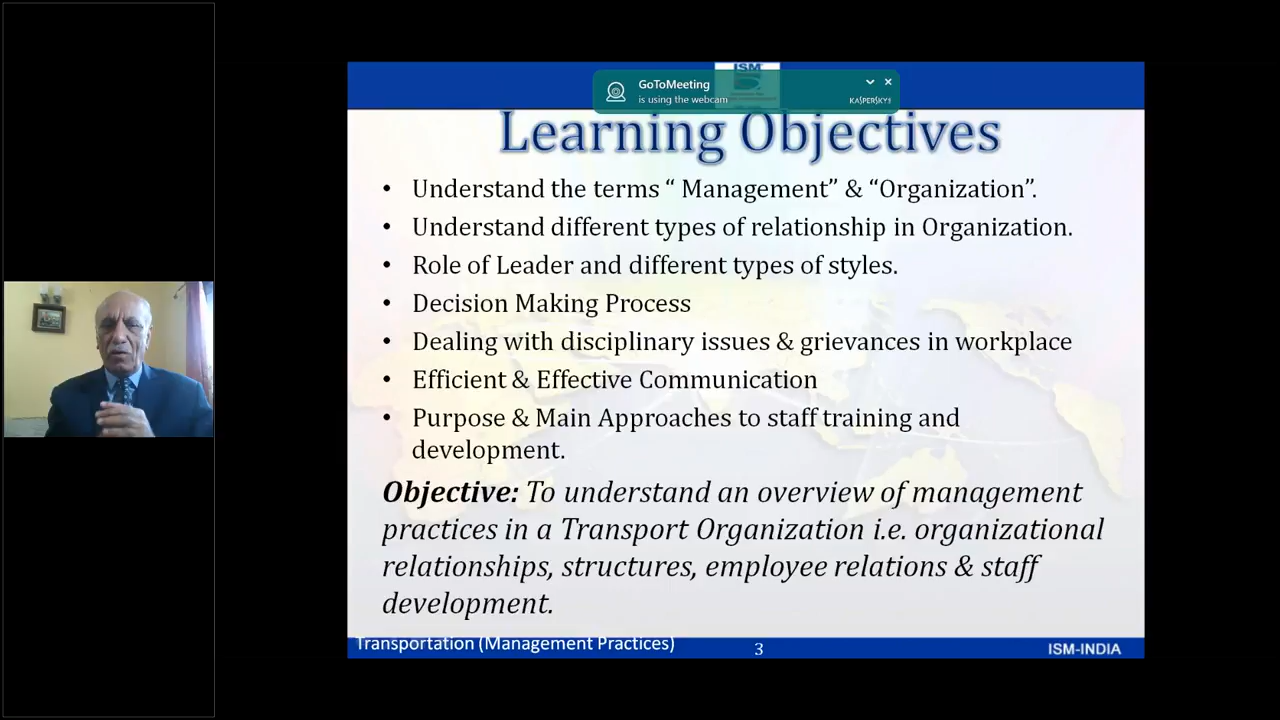 ISM
GoToMeeting
is using the webcam
KASPERSKY
Learning Objectives
• Understand the terms “ Management” & “Organization”.
• Understand different types of relationship in Organization.
• Role of Leader and different types of styles.
• Decision Making Process
• Dealing with disciplinary issues & grievances in workplace
• Efficient & Effective Communication
• Purpose & Main Approaches to staff training and
development.
Objective: To understand an overview of management
practices in a Transport Organization i.e. organizational
relationships, structures, employee relations & staff
development.
Transportation (Management Practices)
3
ISM-INDIA